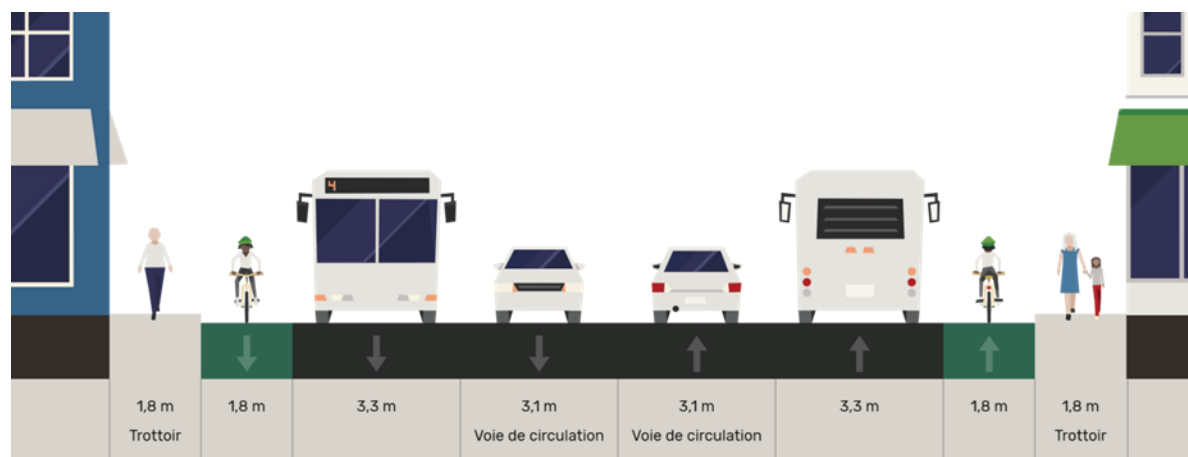 4
1,8 m
1,8 m
3,3 m
3,1 m
3,1 m
3,3 m
1,8 m
1,8 m
Trottoir
Voie de circulation
Voie de circulation
Trottoir